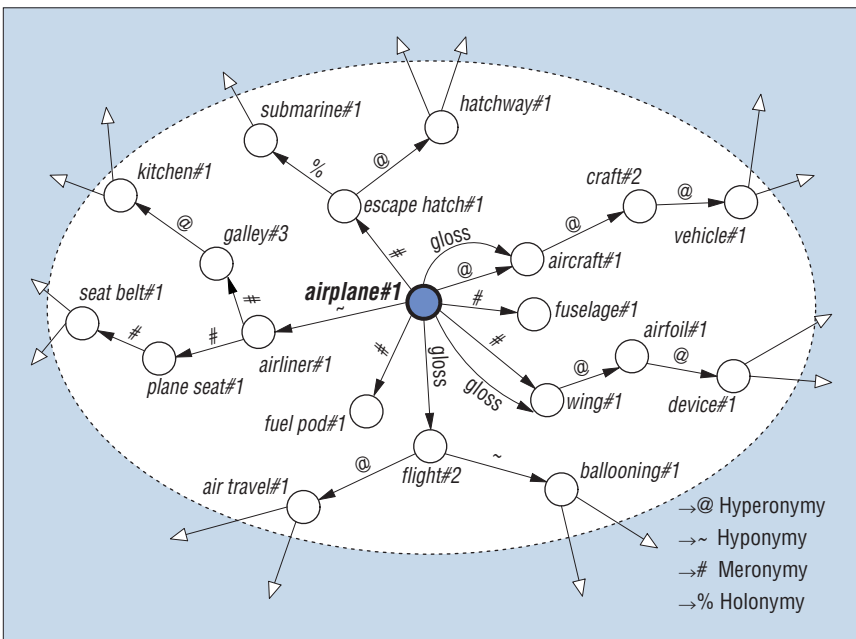 submarine#1
hatchway#1
%
@
kitchen#1
craft#2
@
@
escape hatch#1
@
vehicle#1
galley#3
gloss
#
aircraft#1
@
seat belt#1
#
airplane#1
#
fuselage#1
~
#
#
airliner#1
#
airfoil#1
@
@
plane seat#1
#
gloss
gloss
wing#1
device#1
fuel pod#1
@
flight#2
~
air travel#1
ballooning#1
→@ Hyperonymy
→~ Hyponymy
→# Meronymy
→% Holonymy